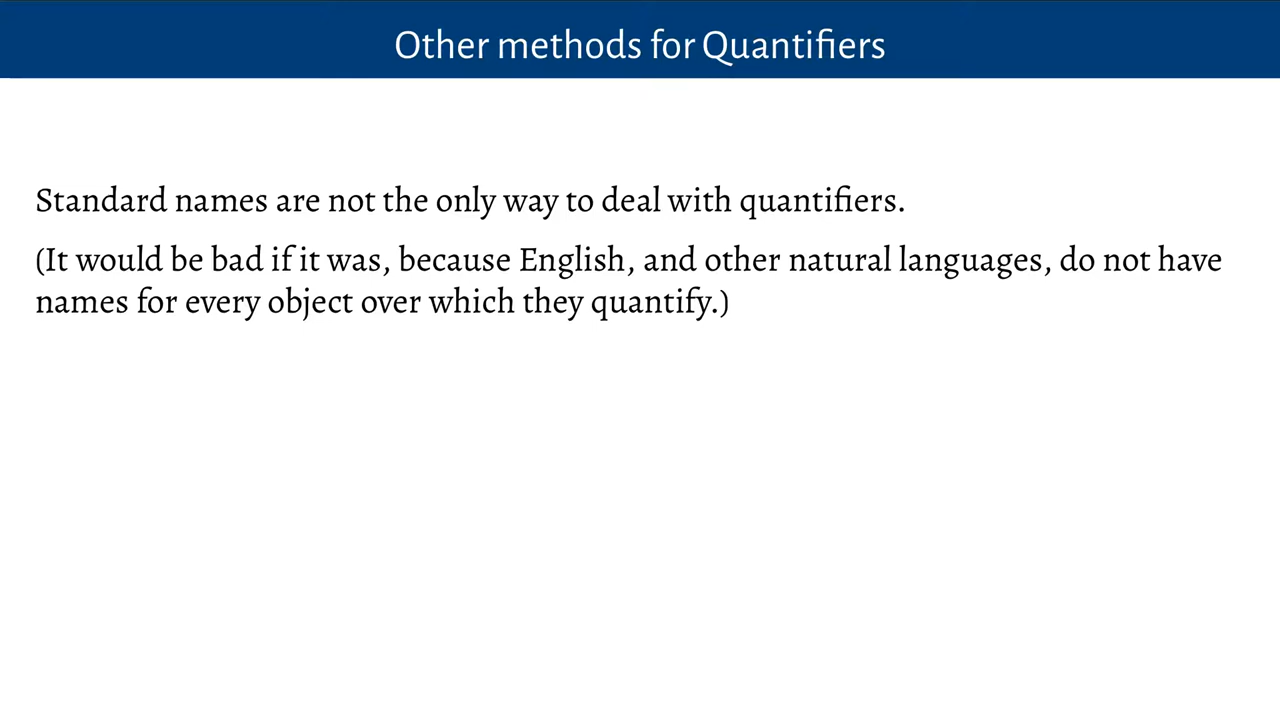 Other methods for Quantifiers
Standard names are not the only way to deal with quantifiers.
(It would be bad if it was, because English, and other natural languages, do not have
names for every object over which they quantify.)